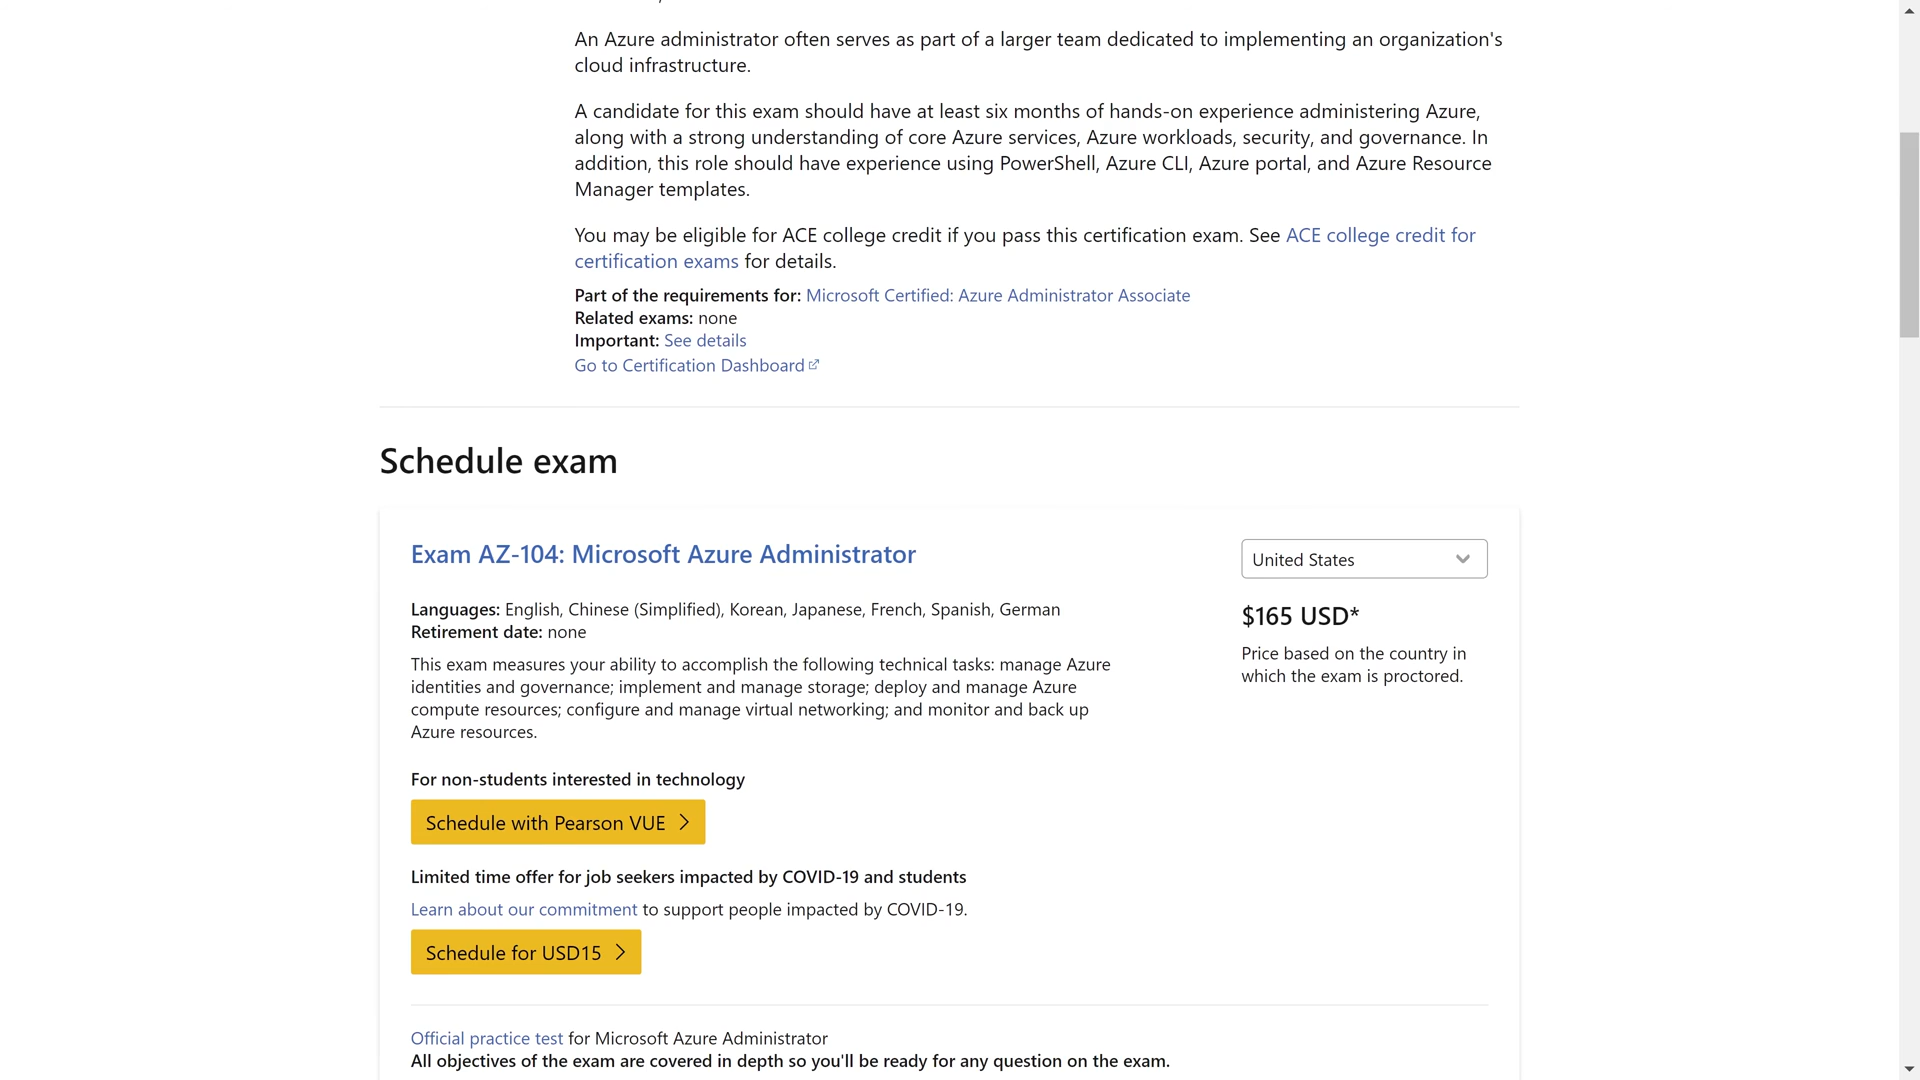 An Azure administrator often serves as part of a larger team dedicated to implementing an organization's
cloud infrastructure.
A candidate for this exam should have at least six months of hands-on experience administering Azure,
along with a strong understanding of core Azure services, Azure workloads, security, and governance. In
addition, this role should have experience using PowerShell, Azure CLI, Azure portal, and Azure Resource
Manager templates.
You may be eligible for ACE college credit if you pass this certification exam. See ACE college credit for
certification exams for details.
Part of the requirements for: Microsoft Certified: Azure Administrator Associate
Related exams: none
Important: See details
Go to Certification Dashboard
Schedule exam
Exam AZ-104: Microsoft Azure Administrator
United States
Languages: English, Chinese (Simplified), Korean, Japanese, French, Spanish, German
Retirement date: none
$165 USD*
Price based on the country in
which the exam is proctored.
This exam measures your ability to accomplish the following technical tasks: manage Azure
identities and governance; implement and manage storage; deploy and manage Azure
compute resources; configure and manage virtual networking; and monitor and back up
Azure resources.
For non-students interested in technology
Schedule with Pearson VUE
Limited time offer for job seekers impacted by COVID-19 and students
Learn about our commitment to support people impacted by COVID-19.
Schedule for USD15
Official practice test for Microsoft Azure Administrator
All objectives of the exam are covered in depth so you'll be ready for any question on the exam.